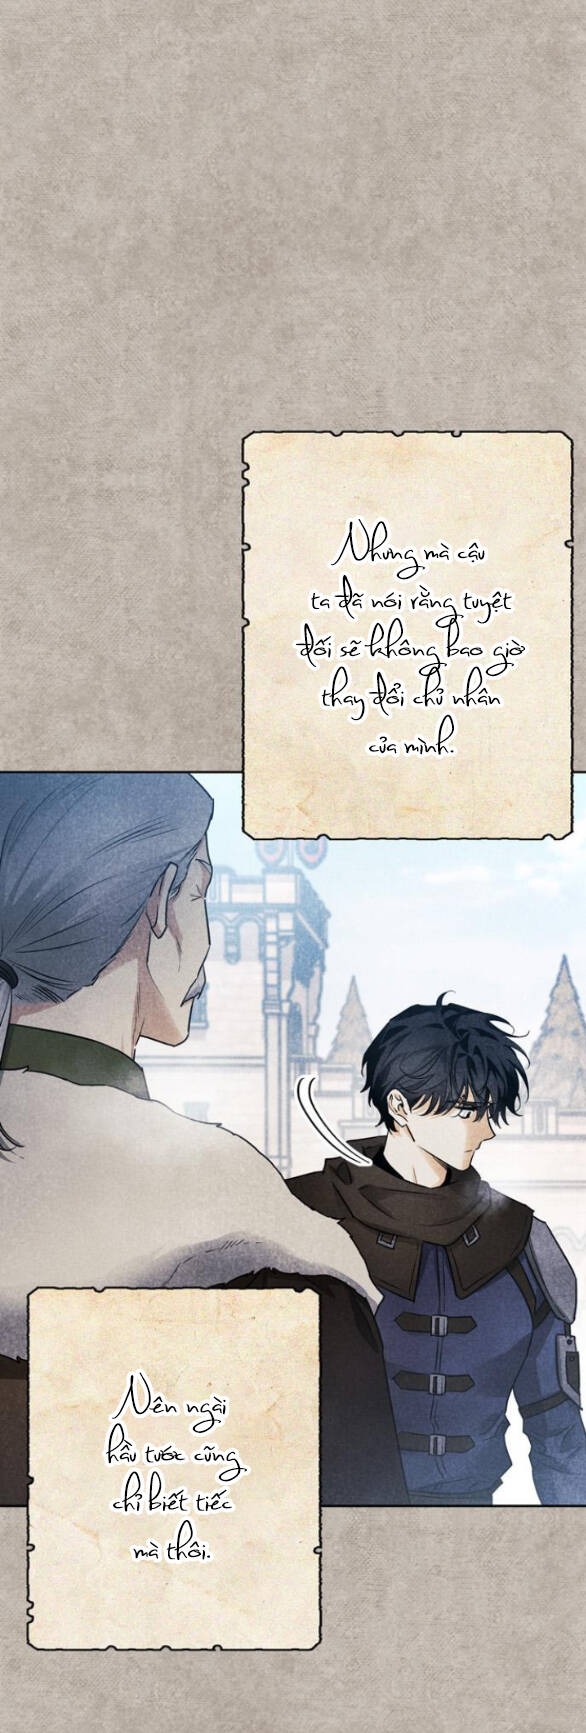 Nhưng mà cậu
ta đã nói rằng tuyệt
đối sẽ không bao giờ
thay đổi chủ nhân
của mình.
Nên ngài
hầu tước cũng
chỉ biết tiếc
mà thôi.